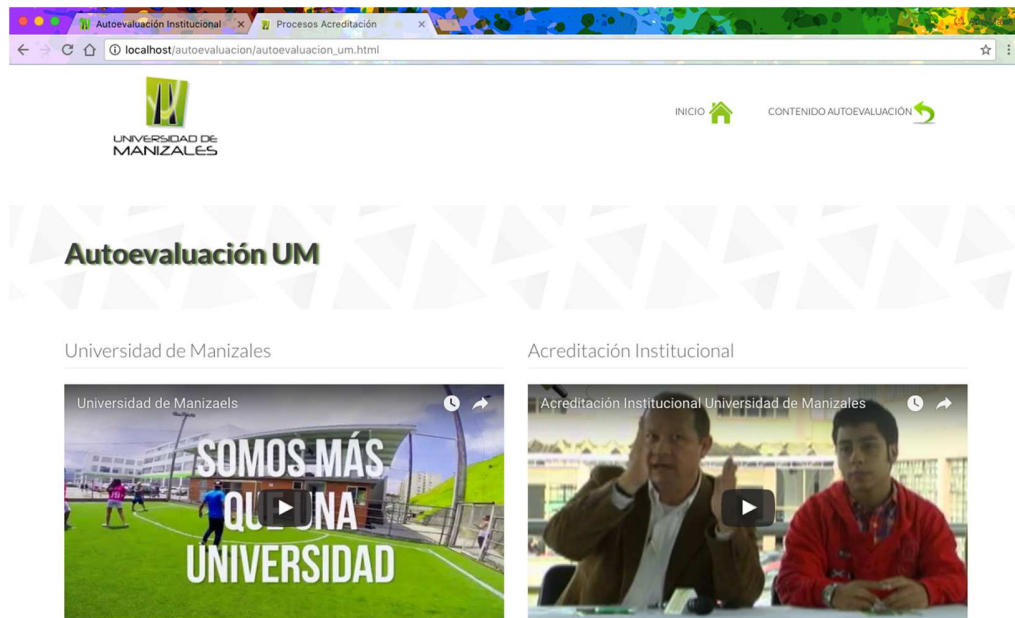 Autoevaluación Institucional
Procesos Acreditación
localhost/autoevaluacion/autoevaluacion_um.html
UNIVERSIDAD DE
MANIZALES
INICIO
CONTENIDO AUTOEVALUACIÓN
Autoevaluación UM
Universidad de Manizales
Acreditación Institucional
Universidad de Manizaels
Acreditación Institucional Universidad de Manizales
SOMOS MÁS
QUE UNA
UNIVERSIDAD